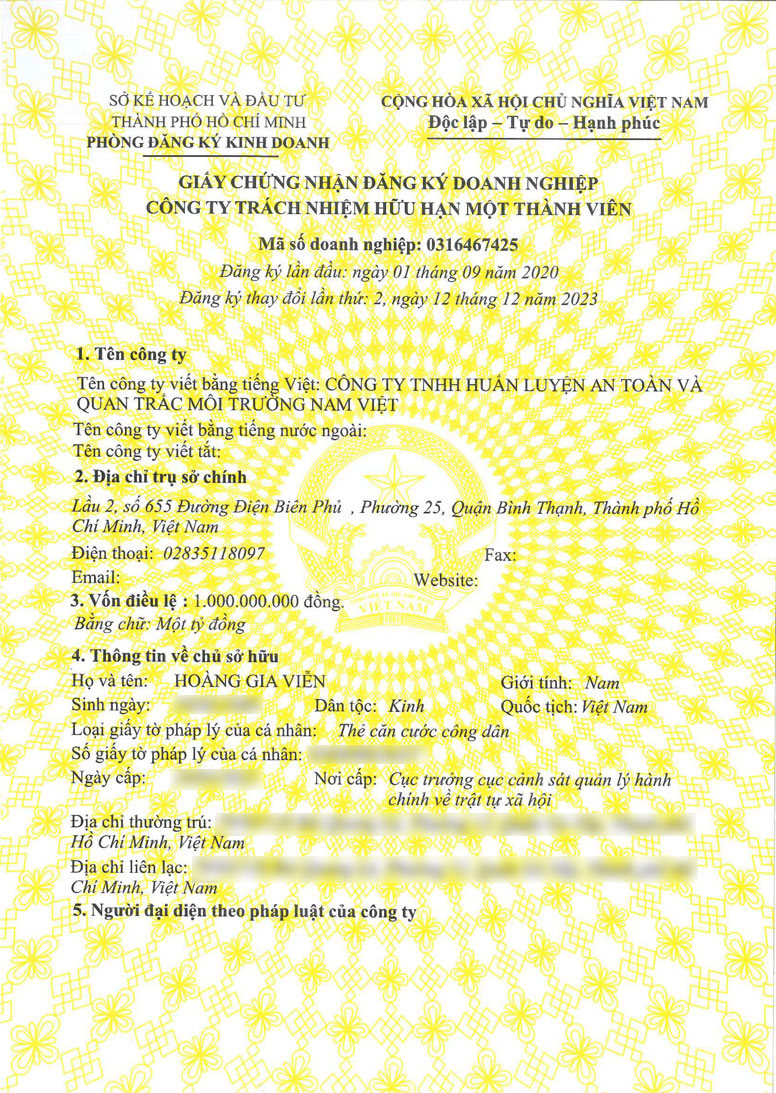 SỞ KẾ HOẠCH VÀ ĐẦU TƯ
THÀNH PHỐ HỒ CHÍ MINH
PHÒNG ĐĂNG KÝ KINH DOANH
CỘNG HÒA XÃ HỘI CHỦ NGHĨA VIỆT NAM
Độc lập – Tự do – Hạnh phúc
GIẤY CHỨNG NHẬN ĐĂNG KÝ DOANH NGHIỆP
CÔNG TY TRÁCH NHIỆM HỮU HẠN MỘT THÀNH VIÊN
Mã số doanh nghiệp: 0316467425
Đăng ký lần đầu: ngày 01 tháng 09 năm 2020
Đăng ký thay đổi lần thứ: 2, ngày 12 tháng 12 năm 2023
1. Tên công ty
Tên công ty viết bằng tiếng Việt: CÔNG TY TNHH HUẤN LUYỆN AN TOÀN VÀ
QUAN TRẮC MÔI TRƯỜNG NAM VIỆT
Tên công ty viết bằng tiếng nước ngoài:
Tên công ty viết tắt:
2. Địa chỉ trụ sở chính
Lầu 2, số 655 Đường Điện Biên Phủ , Phường 25, Quận Bình Thạnh, Thành phố Hồ
Chí Minh, Việt Nam
Điện thoại: 02835118097 Fax:
Email: Website:
3. Vốn điều lệ : 1.000.000.000 đồng.
Bằng chữ: Một tỷ đồng
VIỆT NAM
4. Thông tin về chủ sở hữu
Họ và tên: HOÀNG GIA VIỄN Giới tính: Nam
Sinh ngày: Dân tộc: Kinh Quốc tịch: Việt Nam
Loại giấy tờ pháp lý của cá nhân: Thẻ căn cước công dân
Số giấy tờ pháp lý của cá nhân:
Ngày cấp: Nơi cấp: Cục trưởng cục cảnh sát quản lý hành
chính về trật tự xã hội
Địa chỉ thường trú:
Hồ Chí Minh, Việt Nam
Địa chỉ liên lạc:
Chí Minh, Việt Nam
5. Người đại diện theo pháp luật của công ty